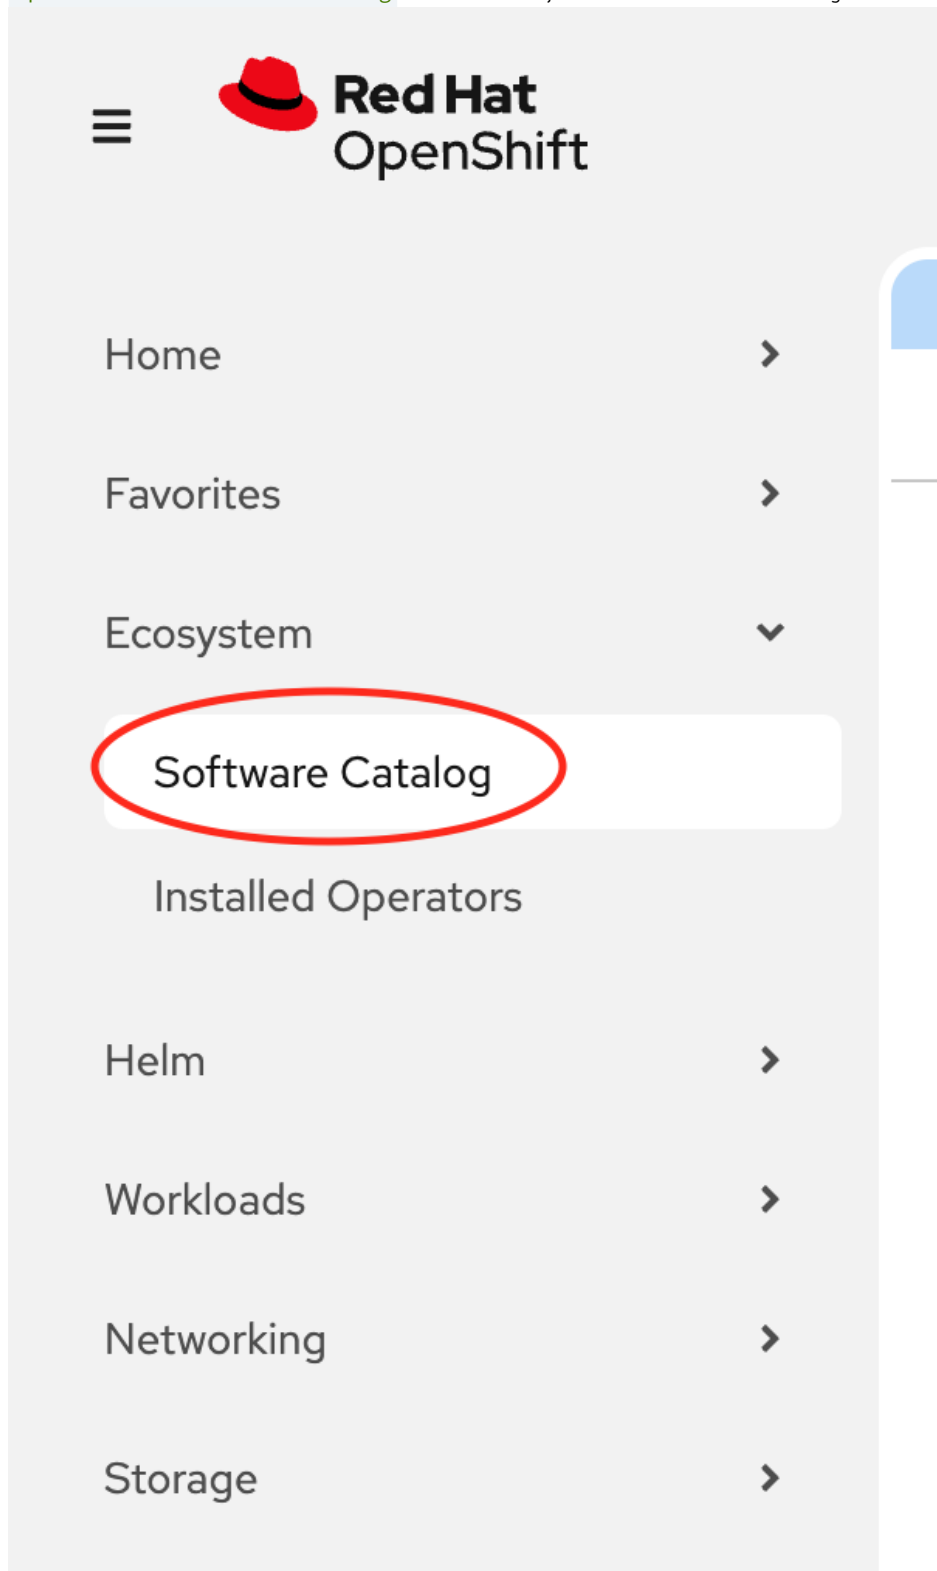 Red Hat
OpenShift
Home
Favorites
Ecosystem
Software Catalog
Installed Operators
Helm
Workloads
Networking
Storage